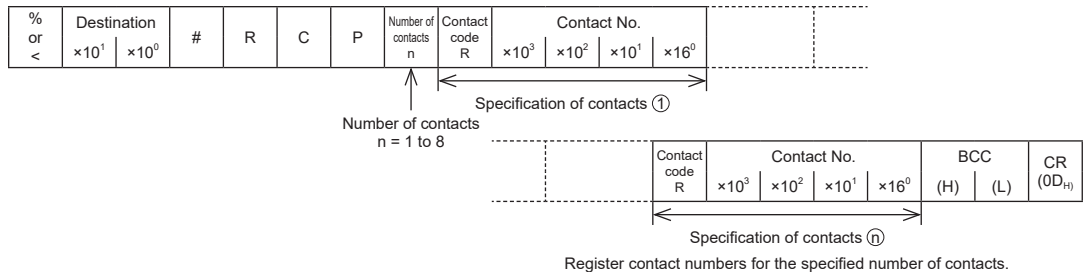 % or < Destination ×10¹ ×10⁰ # R C P Number of contacts n Contact code R Contact No. ×10³ ×10² ×10¹ ×16⁰
Specification of contacts ①
Number of contacts
n = 1 to 8
Contact code R Contact No. ×10³ ×10² ×10¹ ×16⁰ BCC (H) (L) CR (0DH)
Specification of contacts ⓝ
Register contact numbers for the specified number of contacts.